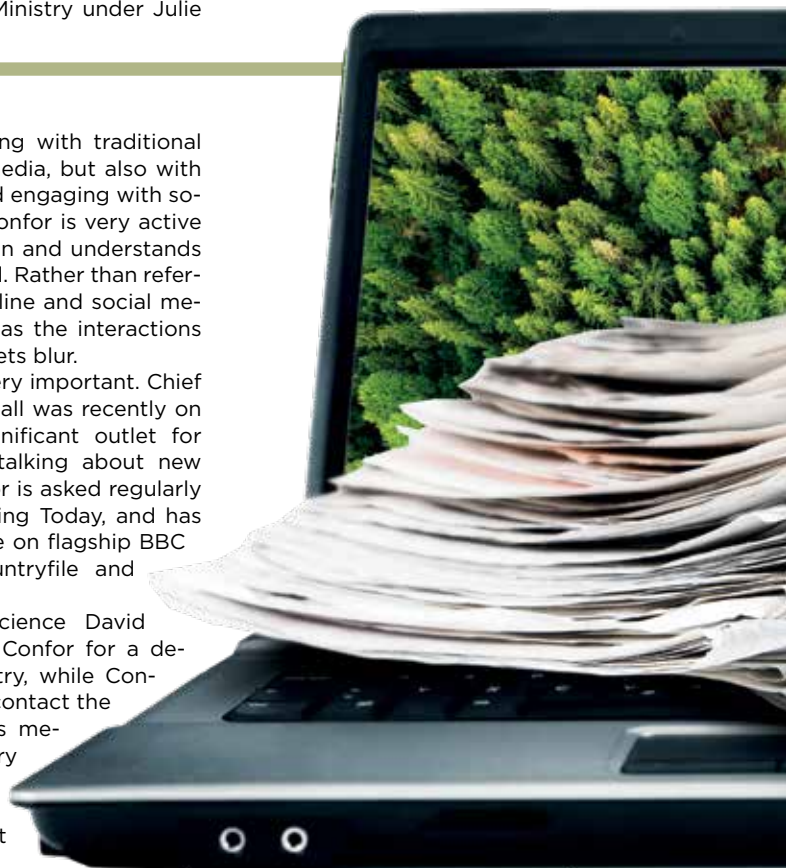 Ministry under Julie
ng with traditional
edia, but also with
d engaging with so-
onfor is very active
n and understands
l. Rather than refer-
line and social me-
as the interactions
ets blur.
ery important. Chief
all was recently on
nificant outlet for
talking about new
r is asked regularly
ing Today, and has
e on flagship BBC
untryfile and
cience David
Confor for a de-
try, while Con-
contact the
s me-
ry
t